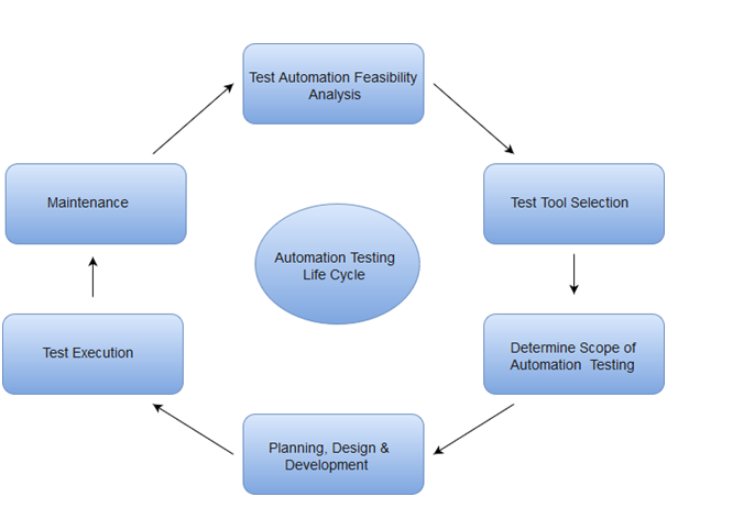 Test Automation Feasibility
Analysis
Test Tool Selection
Determine Scope of
Automation Testing
Planning, Design &
Development
Test Execution
Maintenance
Automation Testing
Life Cycle